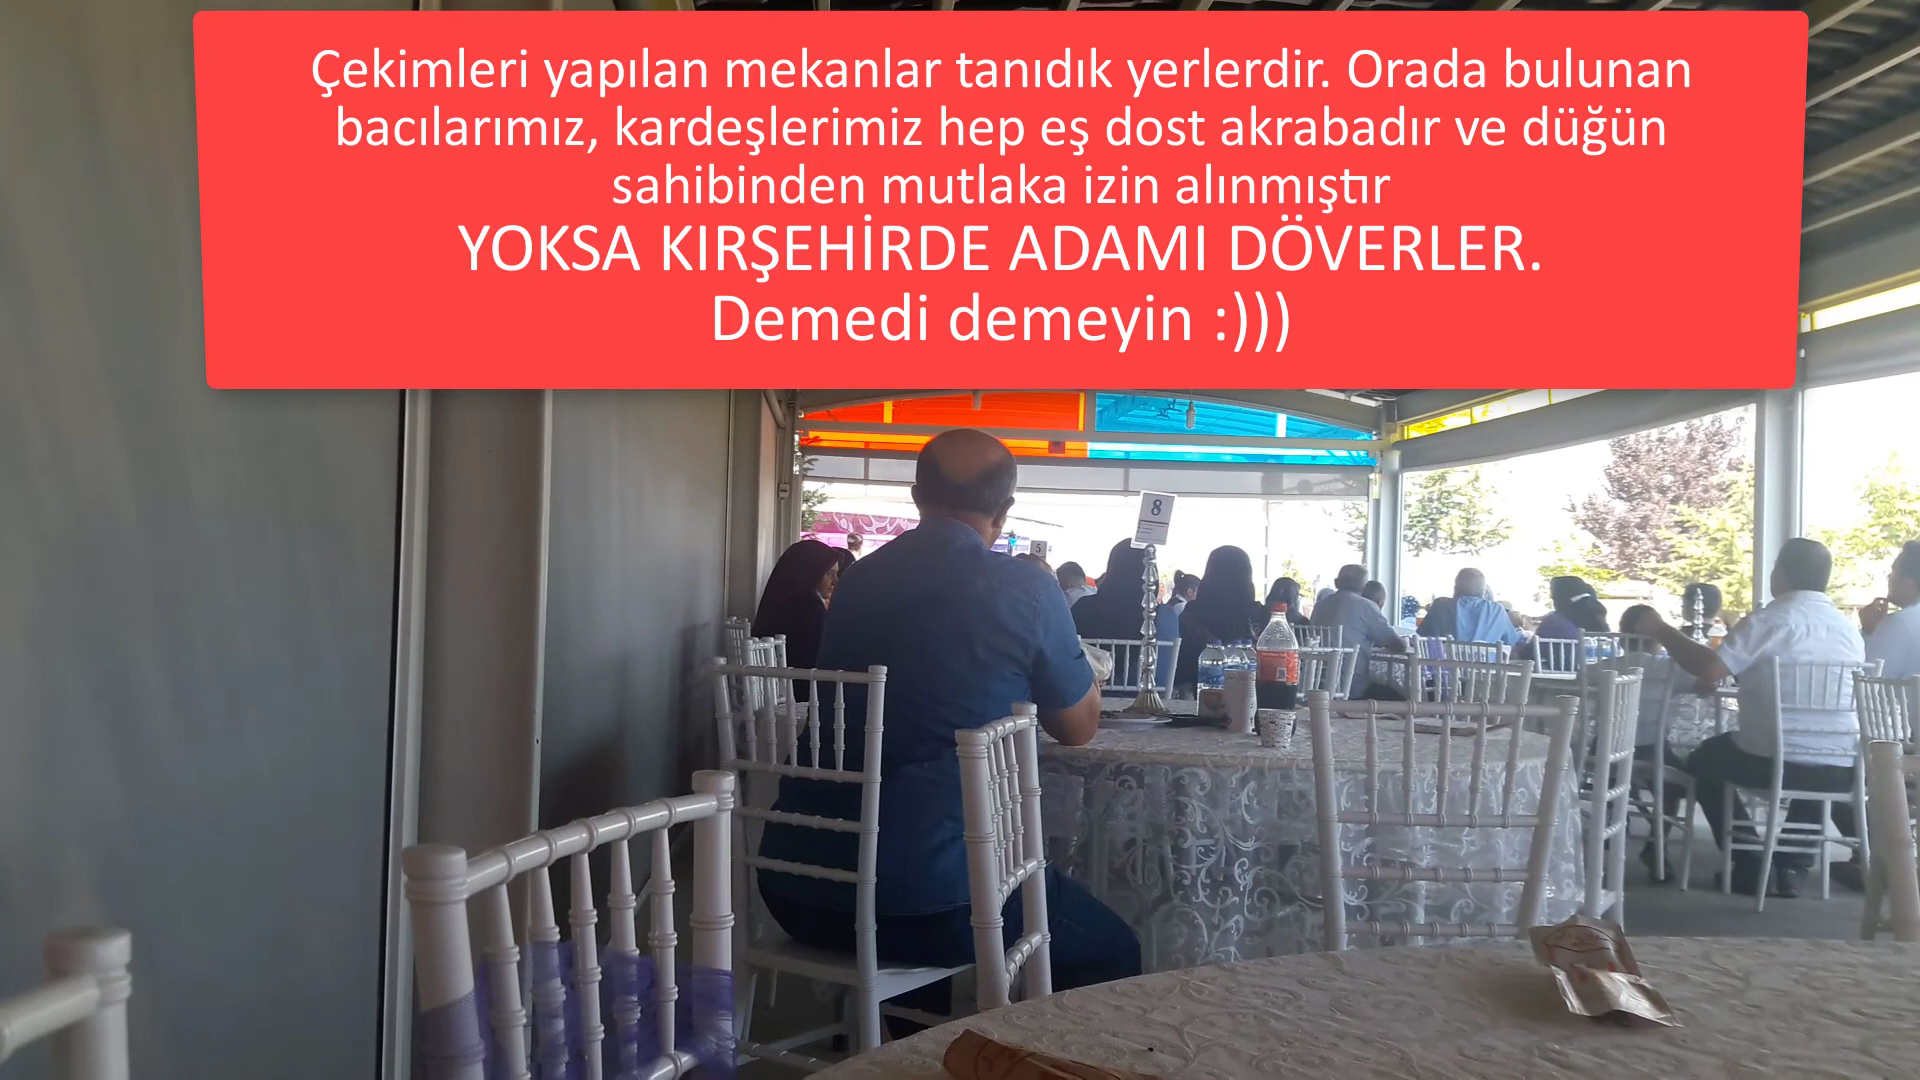 Çekimleri yapılan mekanlar tanıdık yerlerdir. Orada bulunan
bacılarımız, kardeşlerimiz hep eş dost akrabadır ve düğün
sahibinden mutlaka izin alınmıştır
YOKSA KIRŞEHİRDE ADAMI DÖVERLER.
Demedi demeyin :)))
8
5